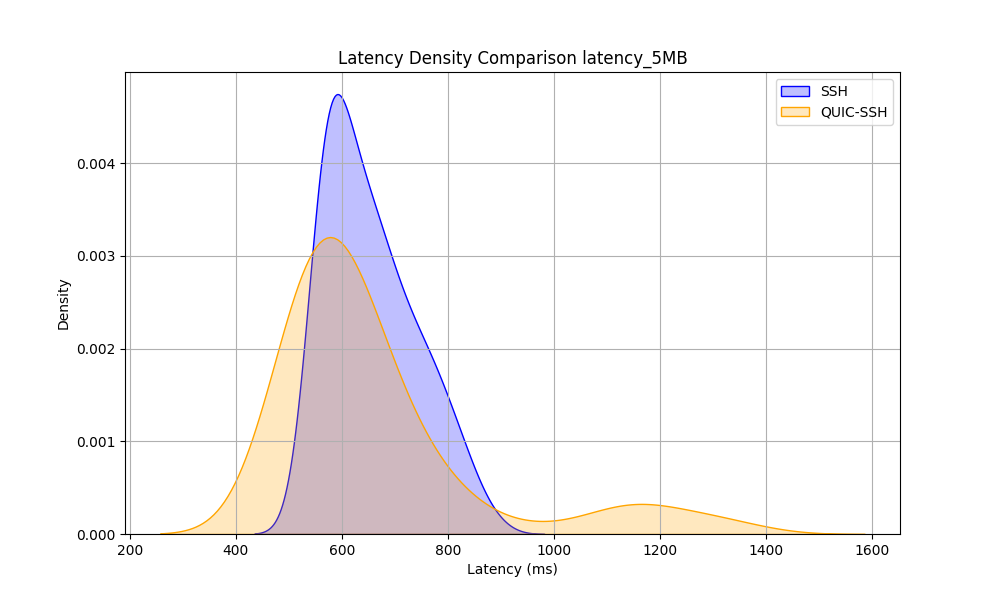 Latency Density Comparison latency_5MB
SSH
QUIC-SSH
Density
0.004
0.003
0.002
0.001
0.000
200 400 600 800 1000 1200 1400 1600
Latency (ms)